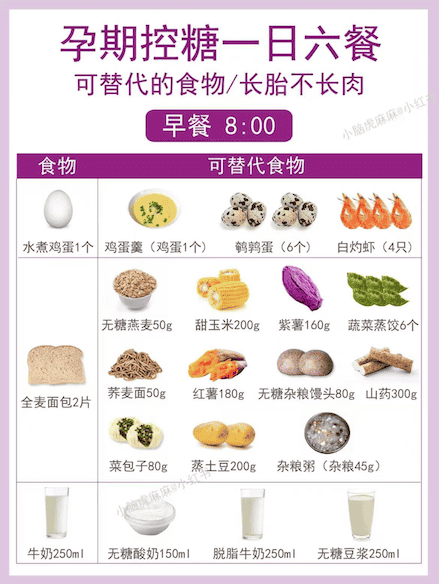 孕期控糖一日六餐
可替代的食物/长胎不长肉
小脑虎麻麻@小红书
早餐 8:00
食物 可替代食物
水煮鸡蛋1个 鸡蛋羹（鸡蛋1个） 鹌鹑蛋（6个） 白灼虾（4只）
无糖燕麦50g 甜玉米200g 紫薯160g 蔬菜蒸饺6个
全麦面包2片
荞麦面50g 红薯180g 无糖杂粮馒头80g 山药300g
菜包子80g 蒸土豆200g 杂粮粥（杂粮45g）
小脑虎麻麻@小红书
牛奶250ml 无糖酸奶150ml 脱脂牛奶250ml 无糖豆浆250ml